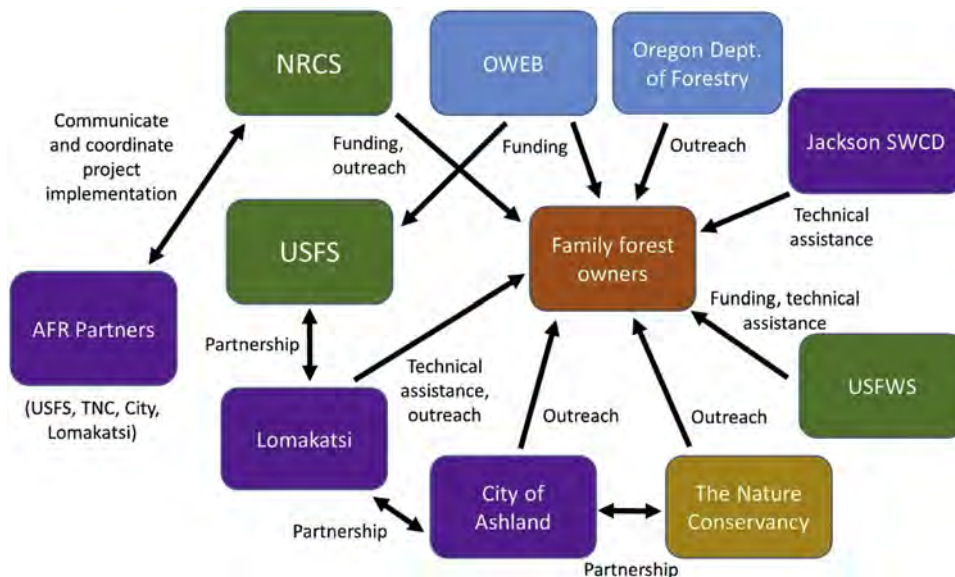 NRCS
OWEB
Oregon Dept.
of Forestry
Jackson SWCD
Communicate
and coordinate
project
implementation
Funding,
outreach
Funding
Outreach
Technical
assistance
USFS
Family forest
owners
AFR Partners
(USFS, TNC, City,
Lomakatsi)
Partnership
Technical
assistance,
outreach
Funding, technical
assistance
USFWS
Lomakatsi
Outreach
Outreach
City of
Ashland
The Nature
Conservancy
Partnership
Partnership